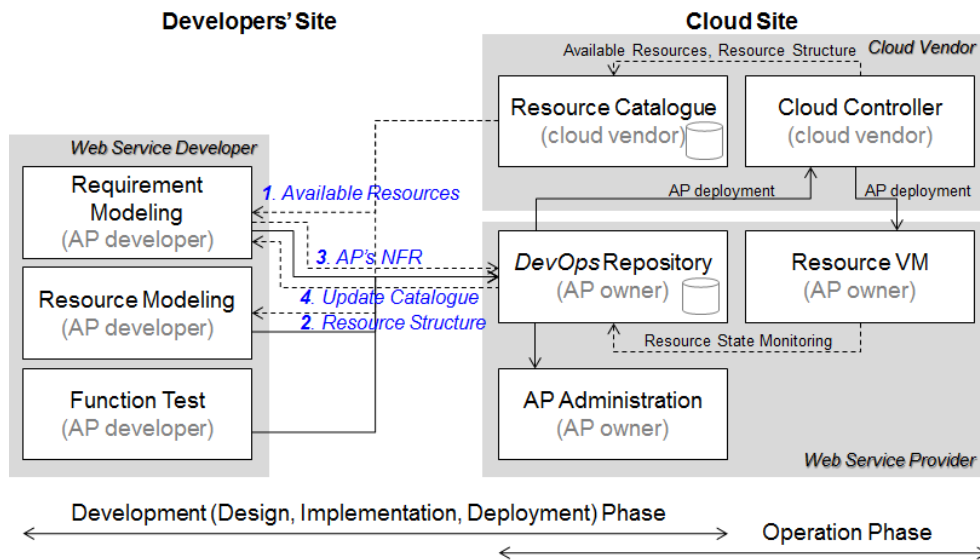 Developers' Site
Cloud Site
Cloud Vendor
Available Resources, Resource Structure
Resource Catalogue
(cloud vendor)
Cloud Controller
(cloud vendor)
AP deployment
AP deployment
Web Service Developer
Requirement
Modeling
(AP developer)
Resource Modeling
(AP developer)
Function Test
(AP developer)
1. Available Resources
3. AP's NFR
4. Update Catalogue
2. Resource Structure
DevOps Repository
(AP owner)
Resource VM
(AP owner)
Resource State Monitoring
AP Administration
(AP owner)
Web Service Provider
Development (Design, Implementation, Deployment) Phase
Operation Phase